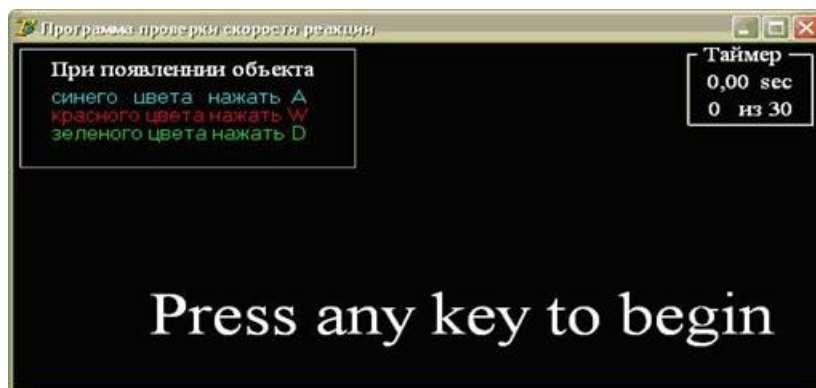 Программа проверки скорости реакции
При появленнии объекта
синего цвета нажать A
красного цвета нажать W
зеленого цвета нажать D
Таймер
0,00 sec
0 из 30
Press any key to begin